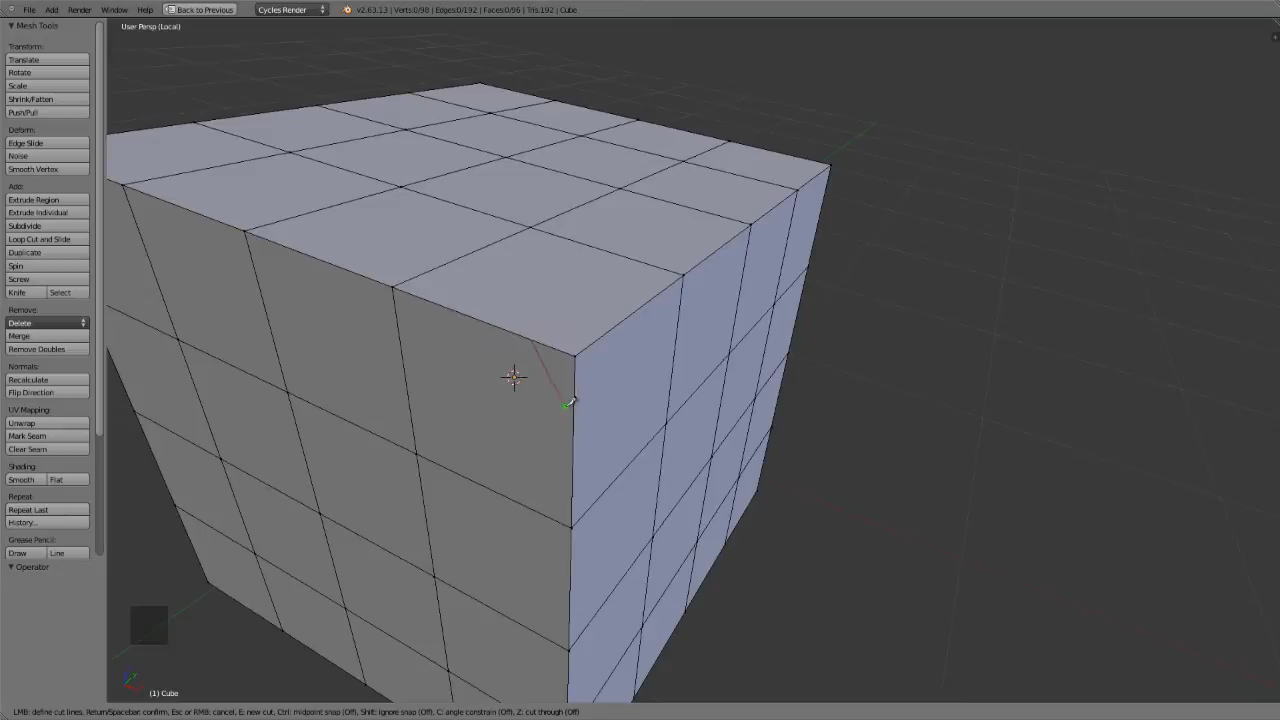 File Add Render Window Help Back to Previous Cycles Render v2.63.13 | Verts:0/98 | Edges:0/192 | Faces:0/96 | Tris:192 | Cube
Mesh Tools
User Persp (Local)
Transform:
Translate
Rotate
Scale
Shrink/Fatten
Push/Pull
Deform:
Edge Slide
Noise
Smooth Vertex
Add:
Extrude Region
Extrude Individual
Subdivide
Loop Cut and Slide
Duplicate
Spin
Screw
Knife Select
Remove:
Delete
Merge
Remove Doubles
Normals:
Recalculate
Flip Direction
UV Mapping:
Unwrap
Mark Seam
Clear Seam
Shading:
Smooth Flat
Repeat:
Repeat Last
History...
Grease Pencil:
Draw Line
Operator
(1) Cube
LMB: define cut lines, Return/Spacebar: confirm, Esc or RMB: cancel, E: new cut, Ctrl: midpoint snap (Off), Shift: ignore snap (Off), C: angle constrain (Off), Z: cut through (Off)